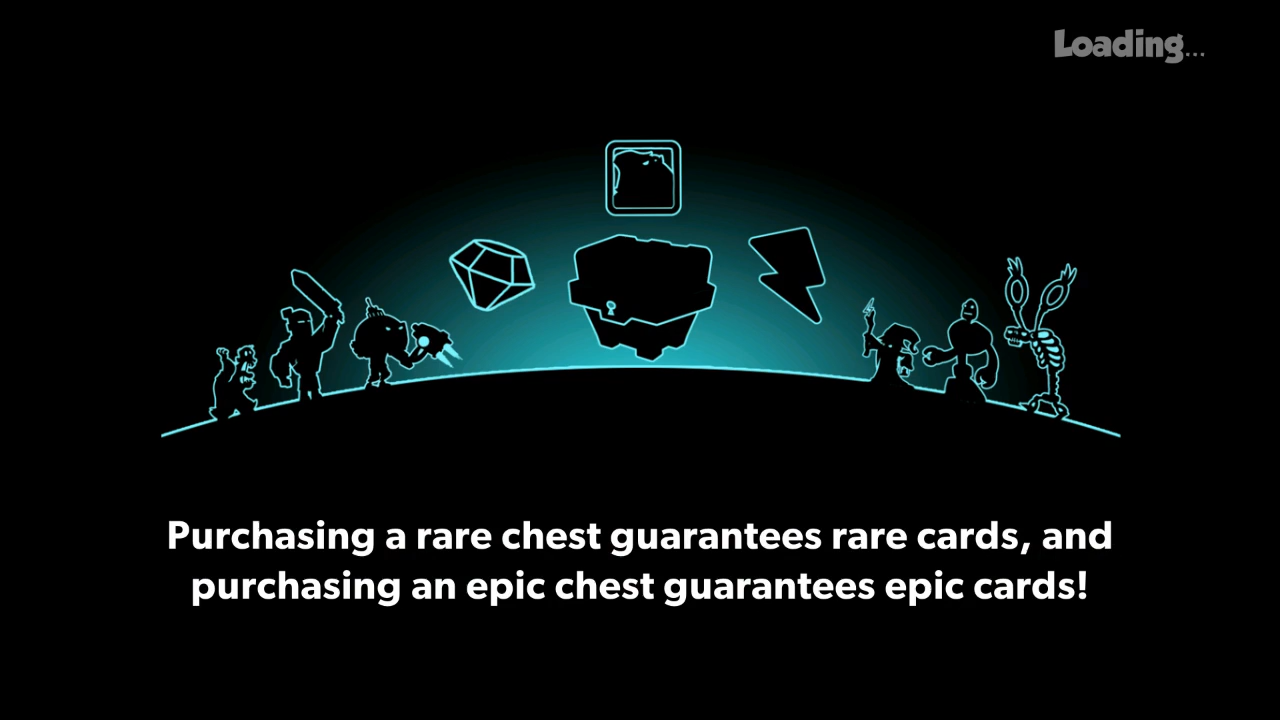 Loading...
Purchasing a rare chest guarantees rare cards, and
purchasing an epic chest guarantees epic cards!